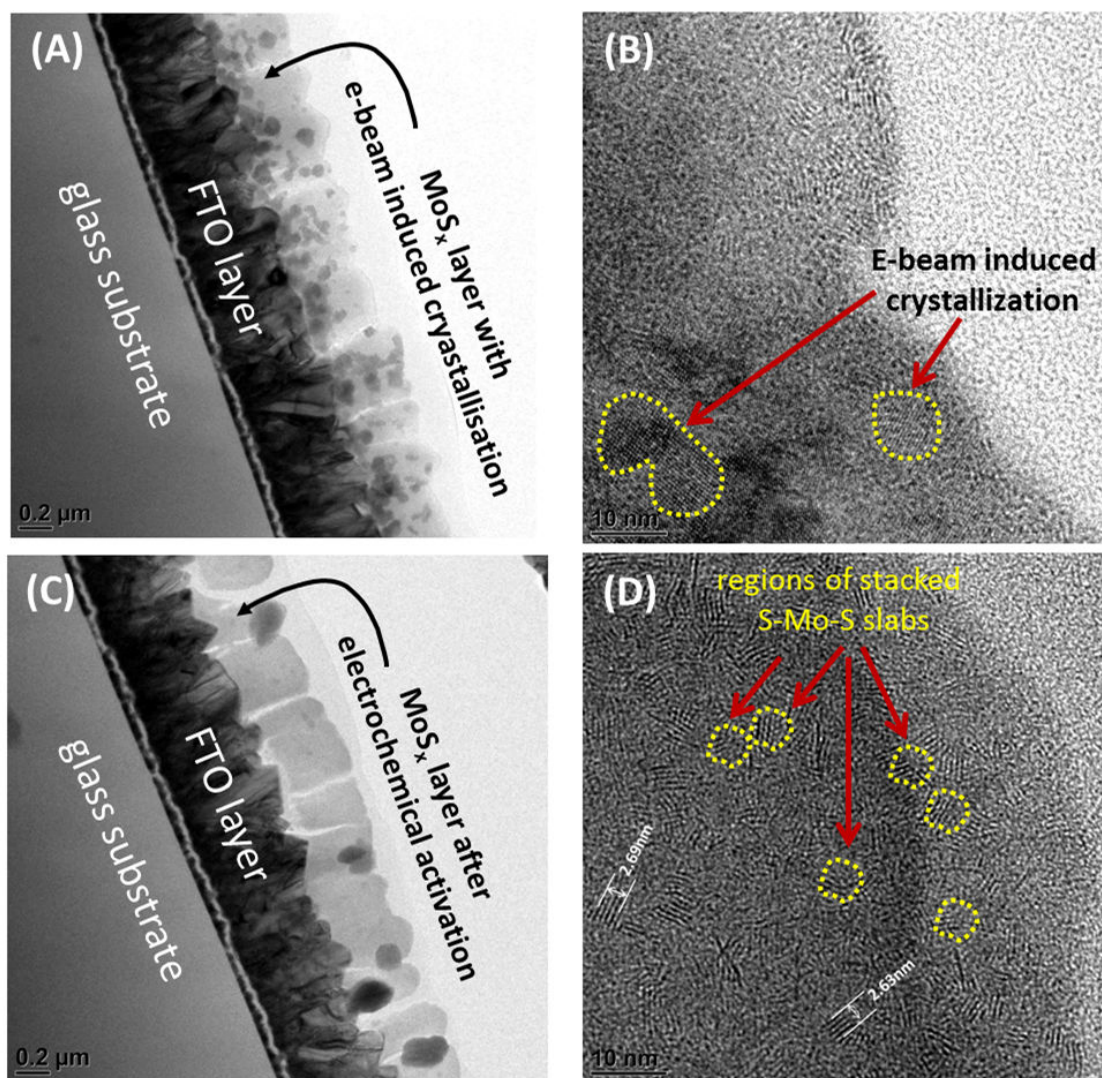 (A)
glass substrate
FTO layer
MoSₓ layer with
e-beam induced cryastallisation
0.2 µm
(B)
E-beam induced
crystallization
10 nm
(C)
glass substrate
FTO layer
MoSₓ layer after
electrochemical activation
0.2 µm
(D)
regions of stacked
S-Mo-S slabs
2.69nm
2.63nm
10 nm